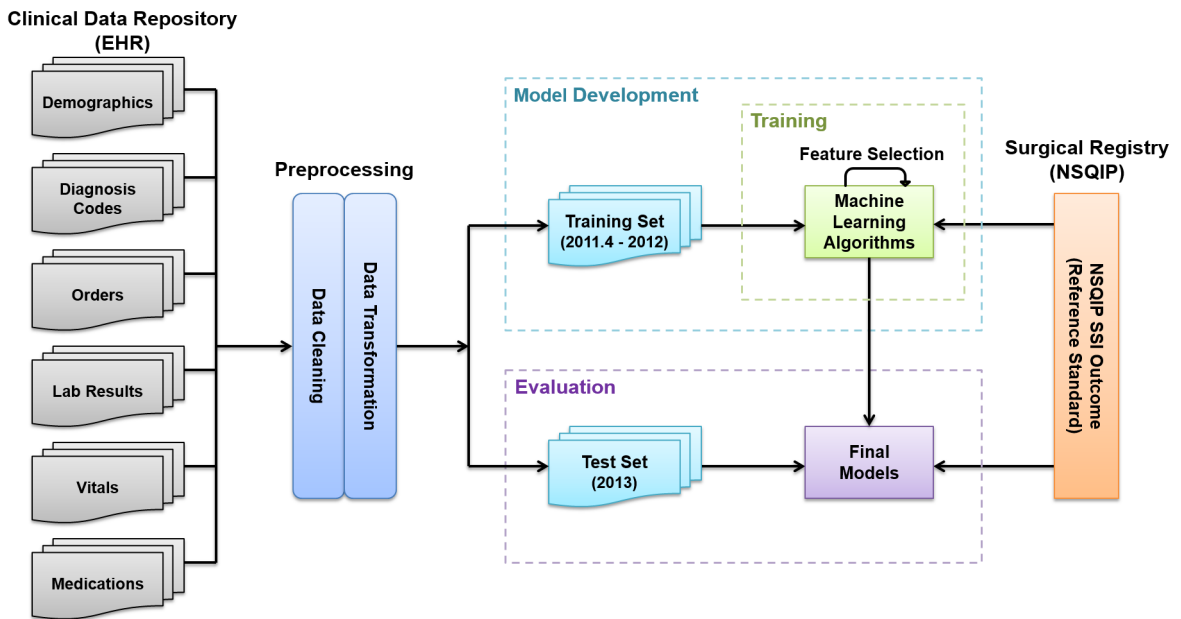 Clinical Data Repository
(EHR)
Demographics
Diagnosis
Codes
Orders
Lab Results
Vitals
Medications
Preprocessing
Data Cleaning
Data Transformation
Model Development
Training
Feature Selection
Training Set
(2011.4 - 2012)
Machine
Learning
Algorithms
Evaluation
Test Set
(2013)
Final
Models
Surgical Registry
(NSQIP)
NSQIP SSI Outcome
(Reference Standard)